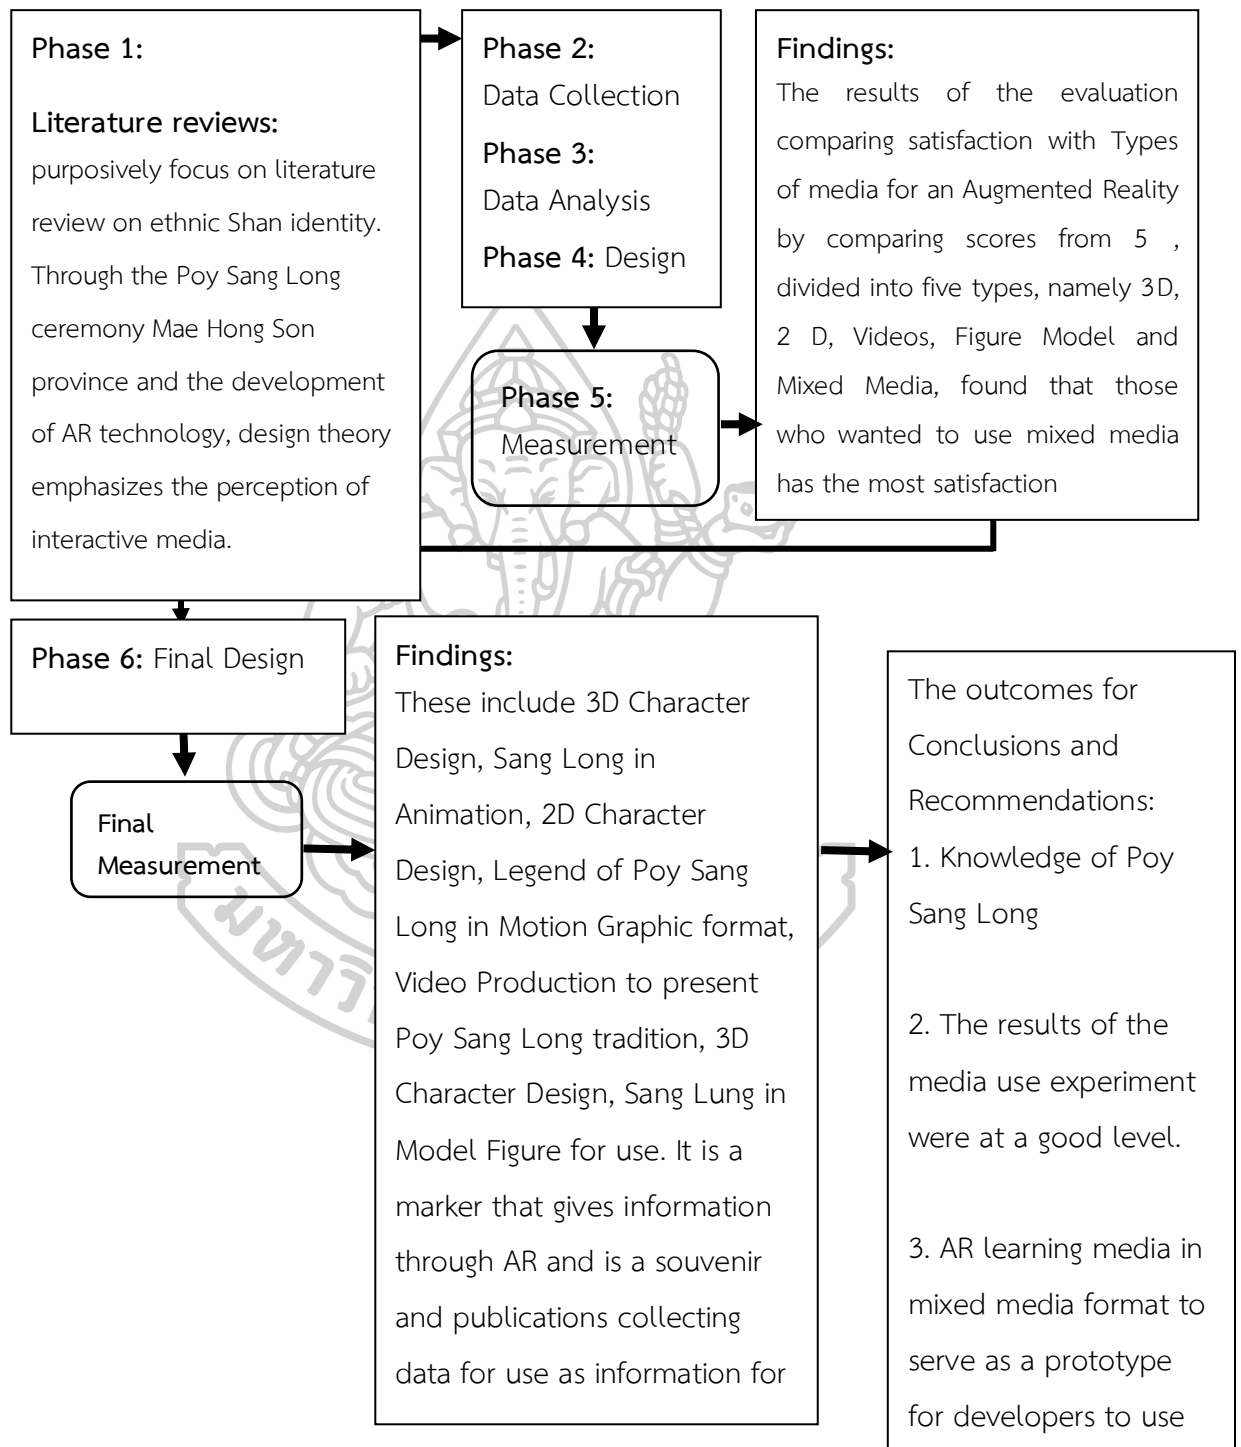 Phase 1:
Literature reviews:
purposively focus on literature
review on ethnic Shan identity.
Through the Poy Sang Long
ceremony Mae Hong Son
province and the development
of AR technology, design theory
emphasizes the perception of
interactive media.
Phase 2:
Data Collection
Phase 3:
Data Analysis
Phase 4: Design
Phase 5:
Measurement
Findings:
The results of the evaluation
comparing satisfaction with Types
of media for an Augmented Reality
by comparing scores from 5 ,
divided into five types, namely 3D,
2 D, Videos, Figure Model and
Mixed Media, found that those
who wanted to use mixed media
has the most satisfaction
Phase 6: Final Design
Final
Measurement
Findings:
These include 3D Character
Design, Sang Long in
Animation, 2D Character
Design, Legend of Poy Sang
Long in Motion Graphic format,
Video Production to present
Poy Sang Long tradition, 3D
Character Design, Sang Lung in
Model Figure for use. It is a
marker that gives information
through AR and is a souvenir
and publications collecting
data for use as information for
The outcomes for
Conclusions and
Recommendations:
1. Knowledge of Poy
Sang Long
2. The results of the
media use experiment
were at a good level.
3. AR learning media in
mixed media format to
serve as a prototype
for developers to use